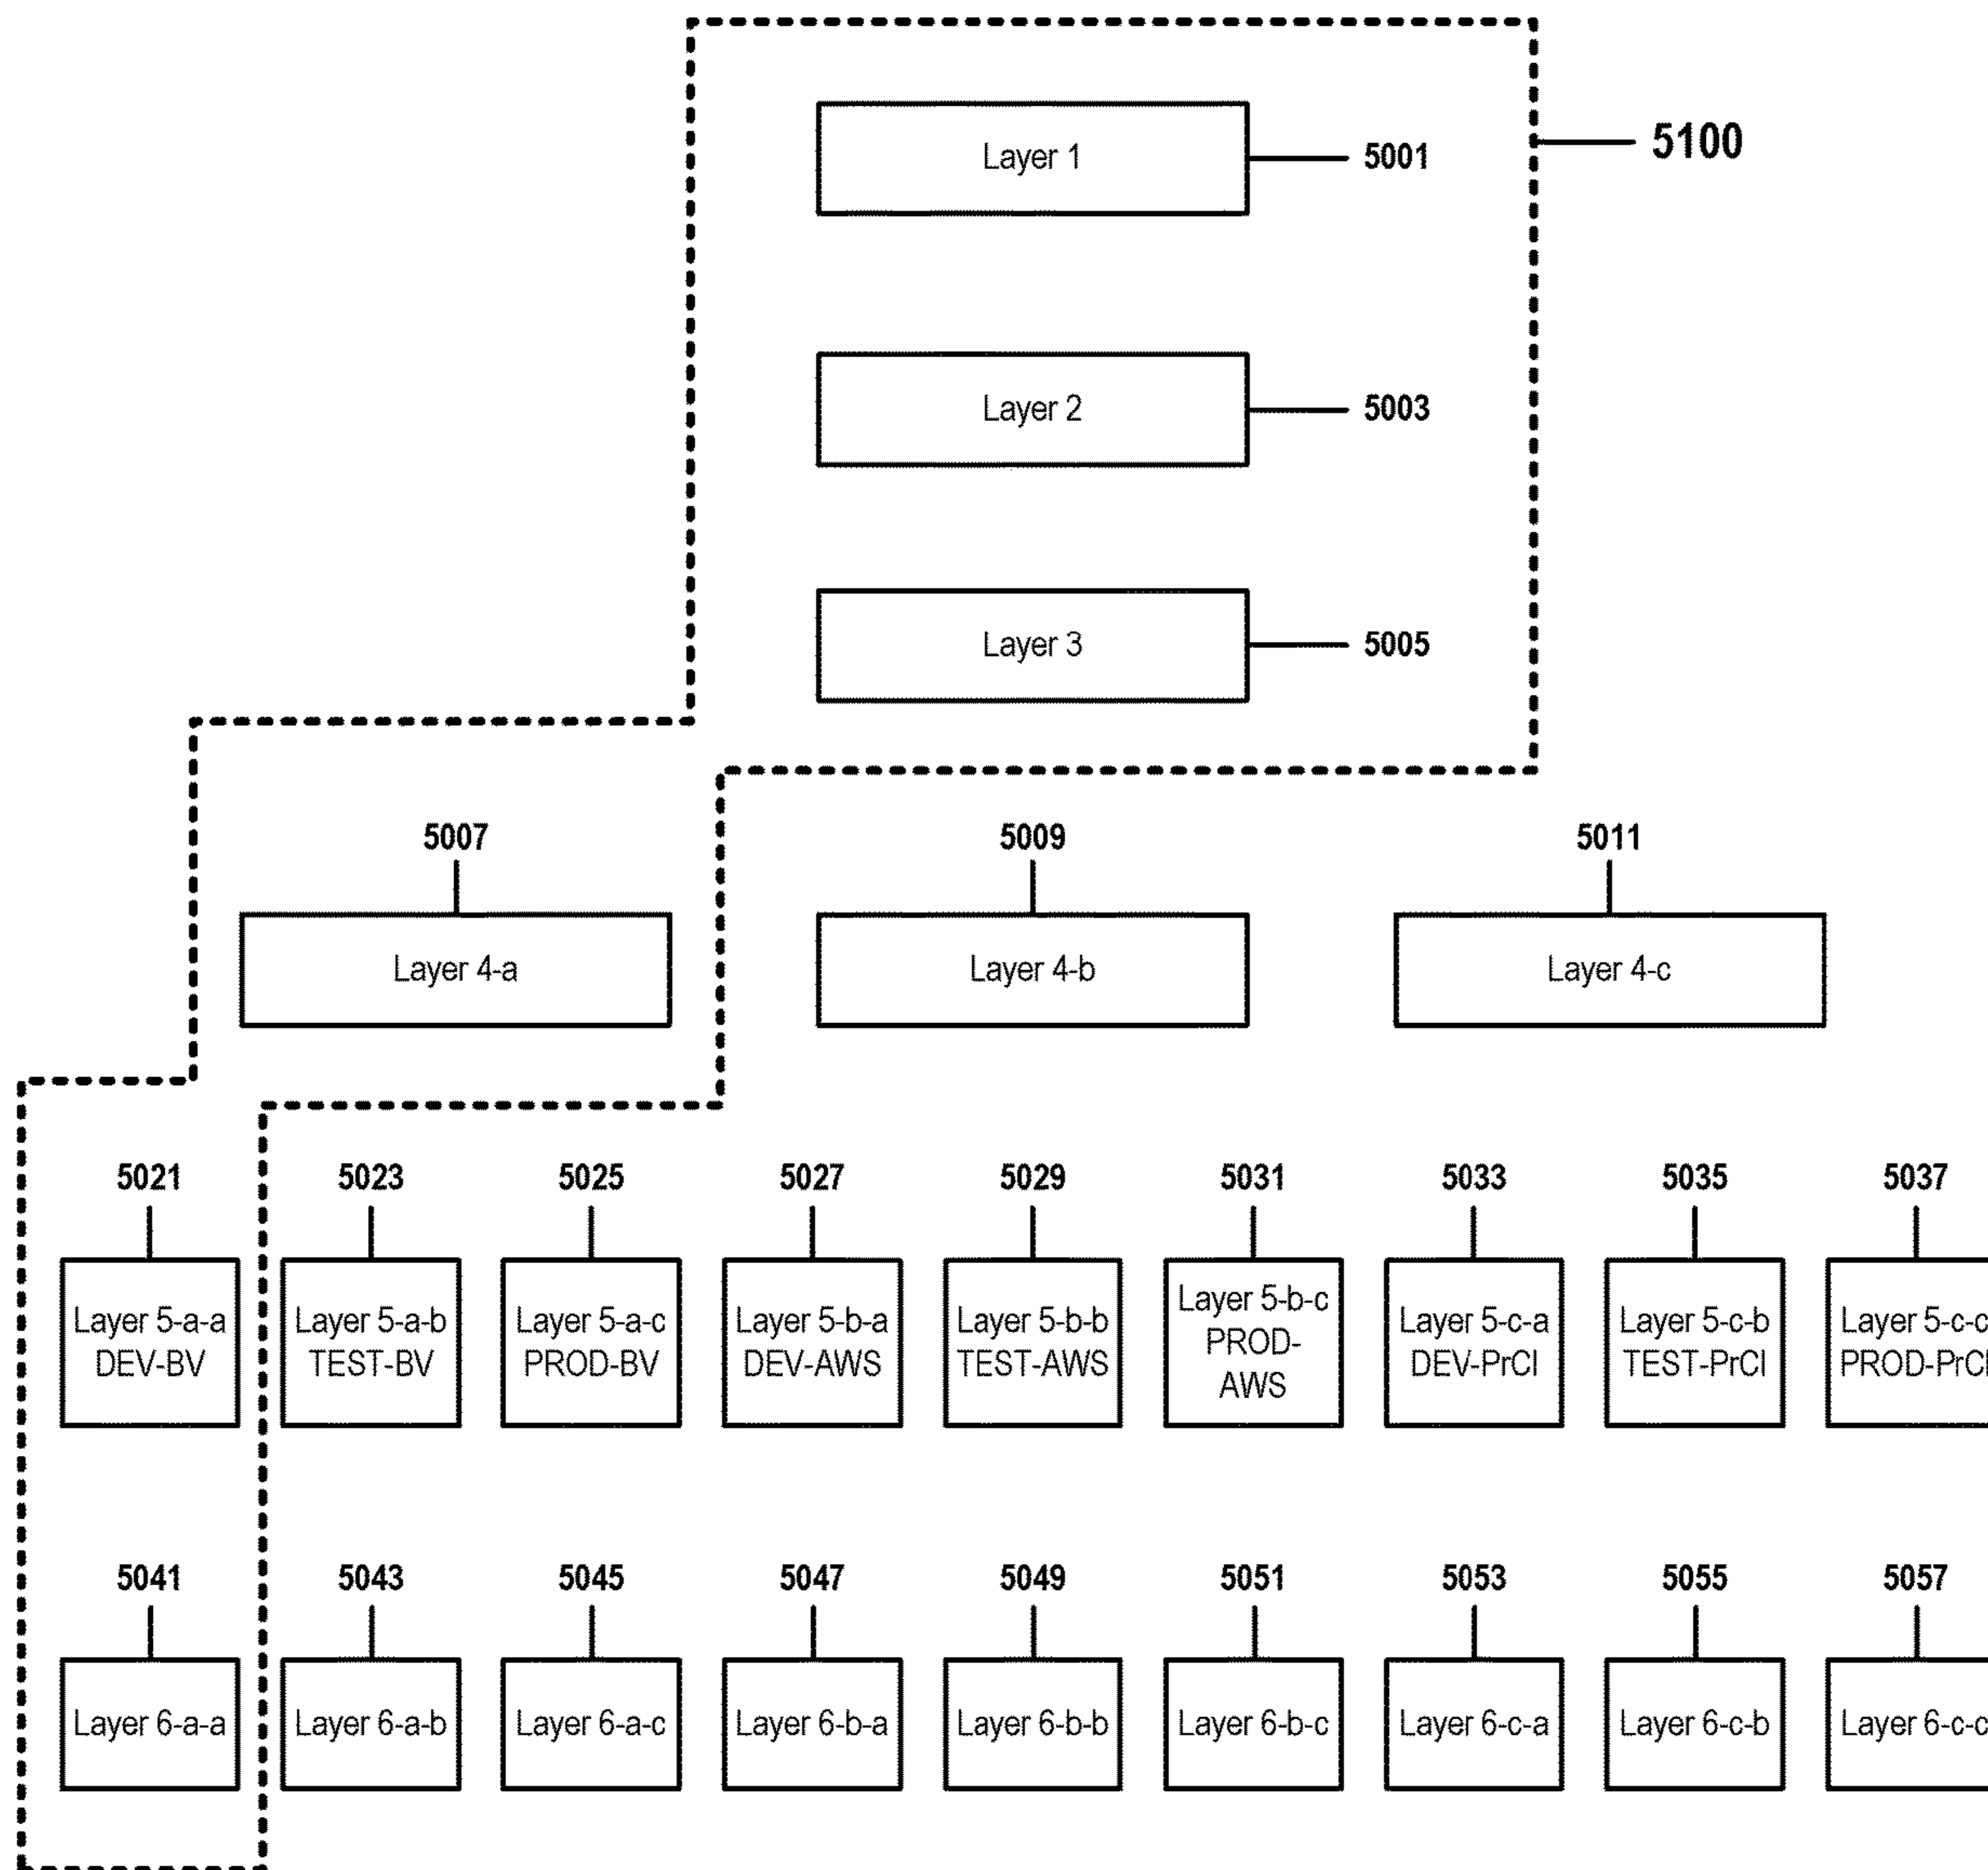 5100
Layer 1
5001
Layer 2
5003
Layer 3
5005
5007
5009
5011
Layer 4-a
Layer 4-b
Layer 4-c
5021
5023
5025
5027
5029
5031
5033
5035
5037
Layer 5-a-a
DEV-BV
Layer 5-a-b
TEST-BV
Layer 5-a-c
PROD-BV
Layer 5-b-a
DEV-AWS
Layer 5-b-b
TEST-AWS
Layer 5-b-c
PROD-
AWS
Layer 5-c-a
DEV-PrCl
Layer 5-c-b
TEST-PrCl
Layer 5-c-c
PROD-PrCl
5041
5043
5045
5047
5049
5051
5053
5055
5057
Layer 6-a-a
Layer 6-a-b
Layer 6-a-c
Layer 6-b-a
Layer 6-b-b
Layer 6-b-c
Layer 6-c-a
Layer 6-c-b
Layer 6-c-c